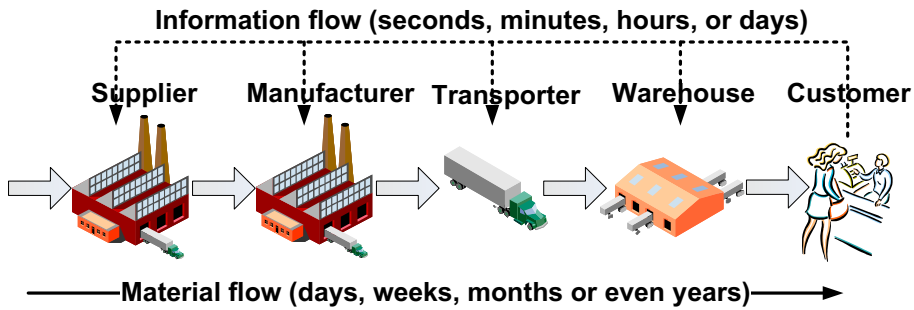 Information flow (seconds, minutes, hours, or days)
Supplier
Manufacturer
Transporter
Warehouse
Customer
Material flow (days, weeks, months or even years)